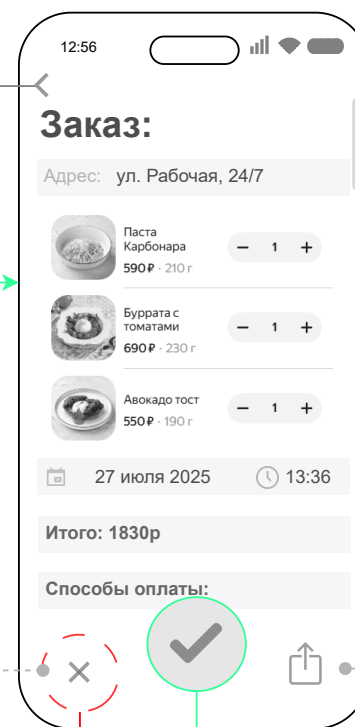 12:56
Заказ:
Адрес: ул. Рабочая, 24/7
Паста
Карбонара
590 ₽ · 210 г
− 1 +
Буррата с
томатами
690 ₽ · 230 г
− 1 +
Авокадо тост
550 ₽ · 190 г
− 1 +
27 июля 2025 13:36
Итого: 1830р
Способы оплаты: